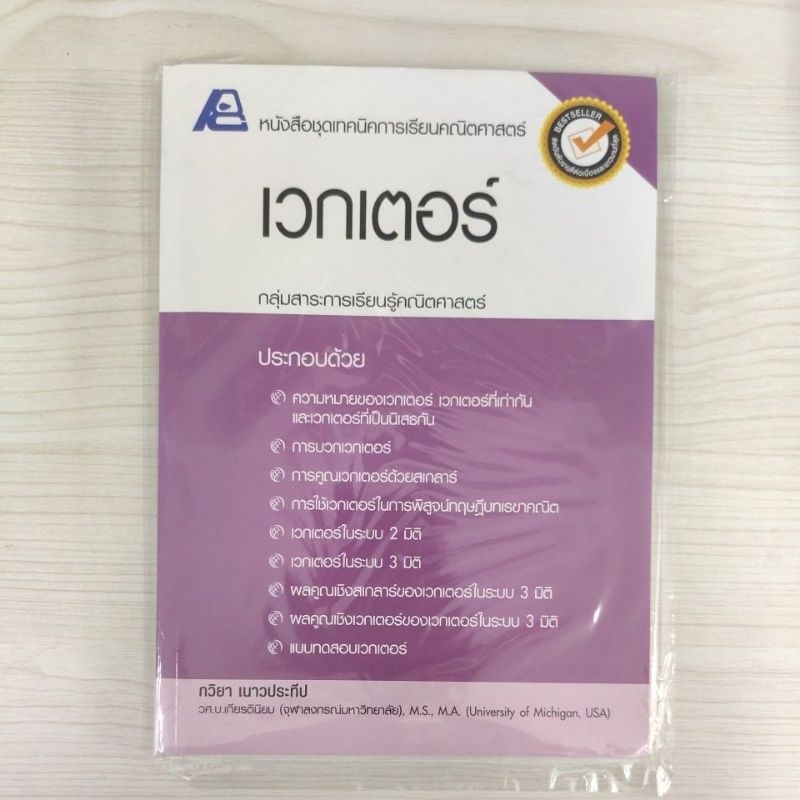 หนังสือชุดเทคนิคการเรียนคณิตศาสตร์
BESTSELLER
เวกเตอร์
กลุ่มสาระการเรียนรู้คณิตศาสตร์
ประกอบด้วย
ความหมายของเวกเตอร์ เวกเตอร์ที่เท่ากัน
และเวกเตอร์ที่เป็นนิเสธกัน
การบวกเวกเตอร์
การคูณเวกเตอร์ด้วยสเกลาร์
การใช้เวกเตอร์ในการพิสูจน์ทฤษฎีบทเรขาคณิต
เวกเตอร์ในระบบ 2 มิติ
เวกเตอร์ในระบบ 3 มิติ
ผลคูณเชิงสเกลาร์ของเวกเตอร์ในระบบ 3 มิติ
ผลคูณเชิงเวกเตอร์ของเวกเตอร์ในระบบ 3 มิติ
แบบทดสอบเวกเตอร์
กวิยา เนาวประทีป
วศ.บ.เกียรตินิยม (จุฬาลงกรณ์มหาวิทยาลัย), M.S., M.A. (University of Michigan, USA)